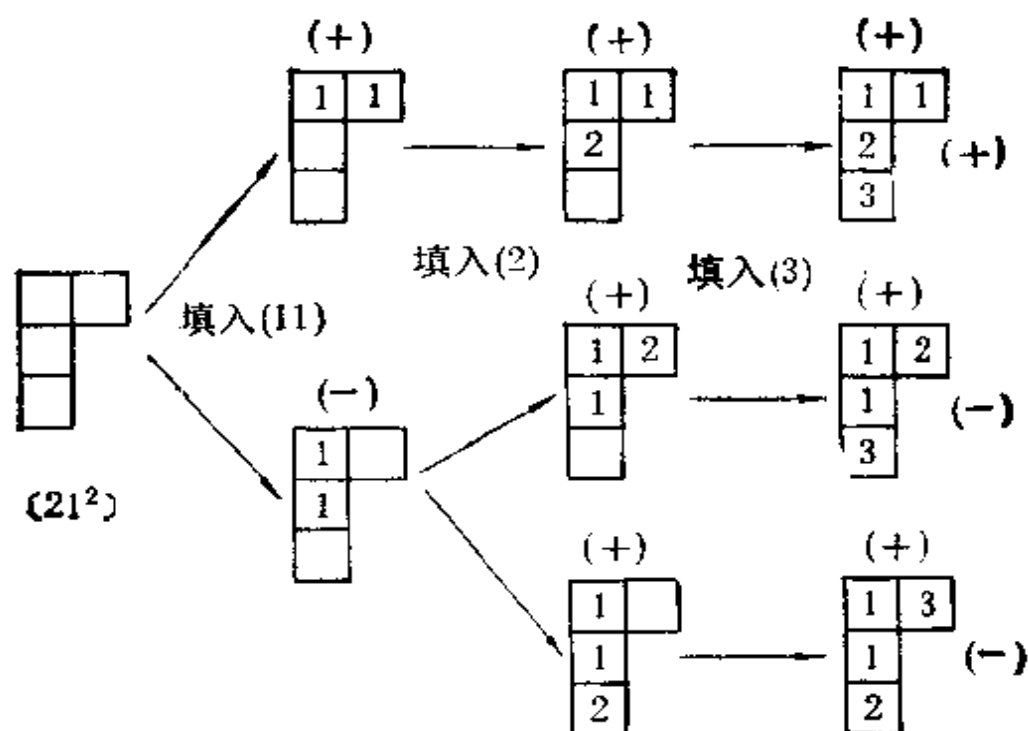 (+) (+) (+)
1 1 1 1 1 1
2 2 (+)
3
填入(2) 填入(3)
填入(11)
(+) (+)
1 2 1 2
(-) 1 1 (-)
1 3
1
(21²)
(+) (+)
1 1 3
1 1 (-)
2 2